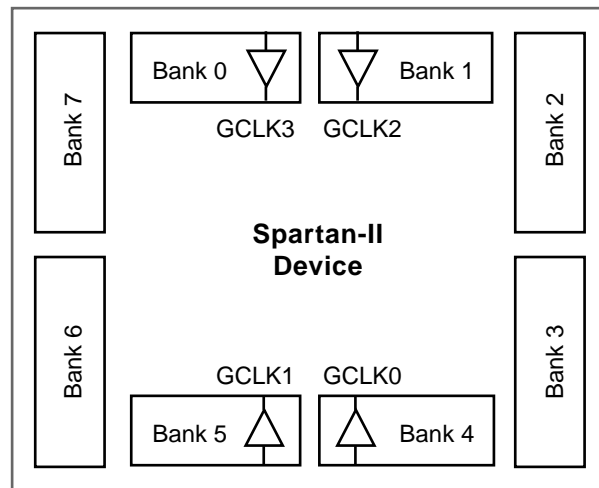 Bank 0
Bank 1
GCLK3
GCLK2
Bank 7
Bank 2
Spartan-II
Device
Bank 6
Bank 3
GCLK1
GCLK0
Bank 5
Bank 4